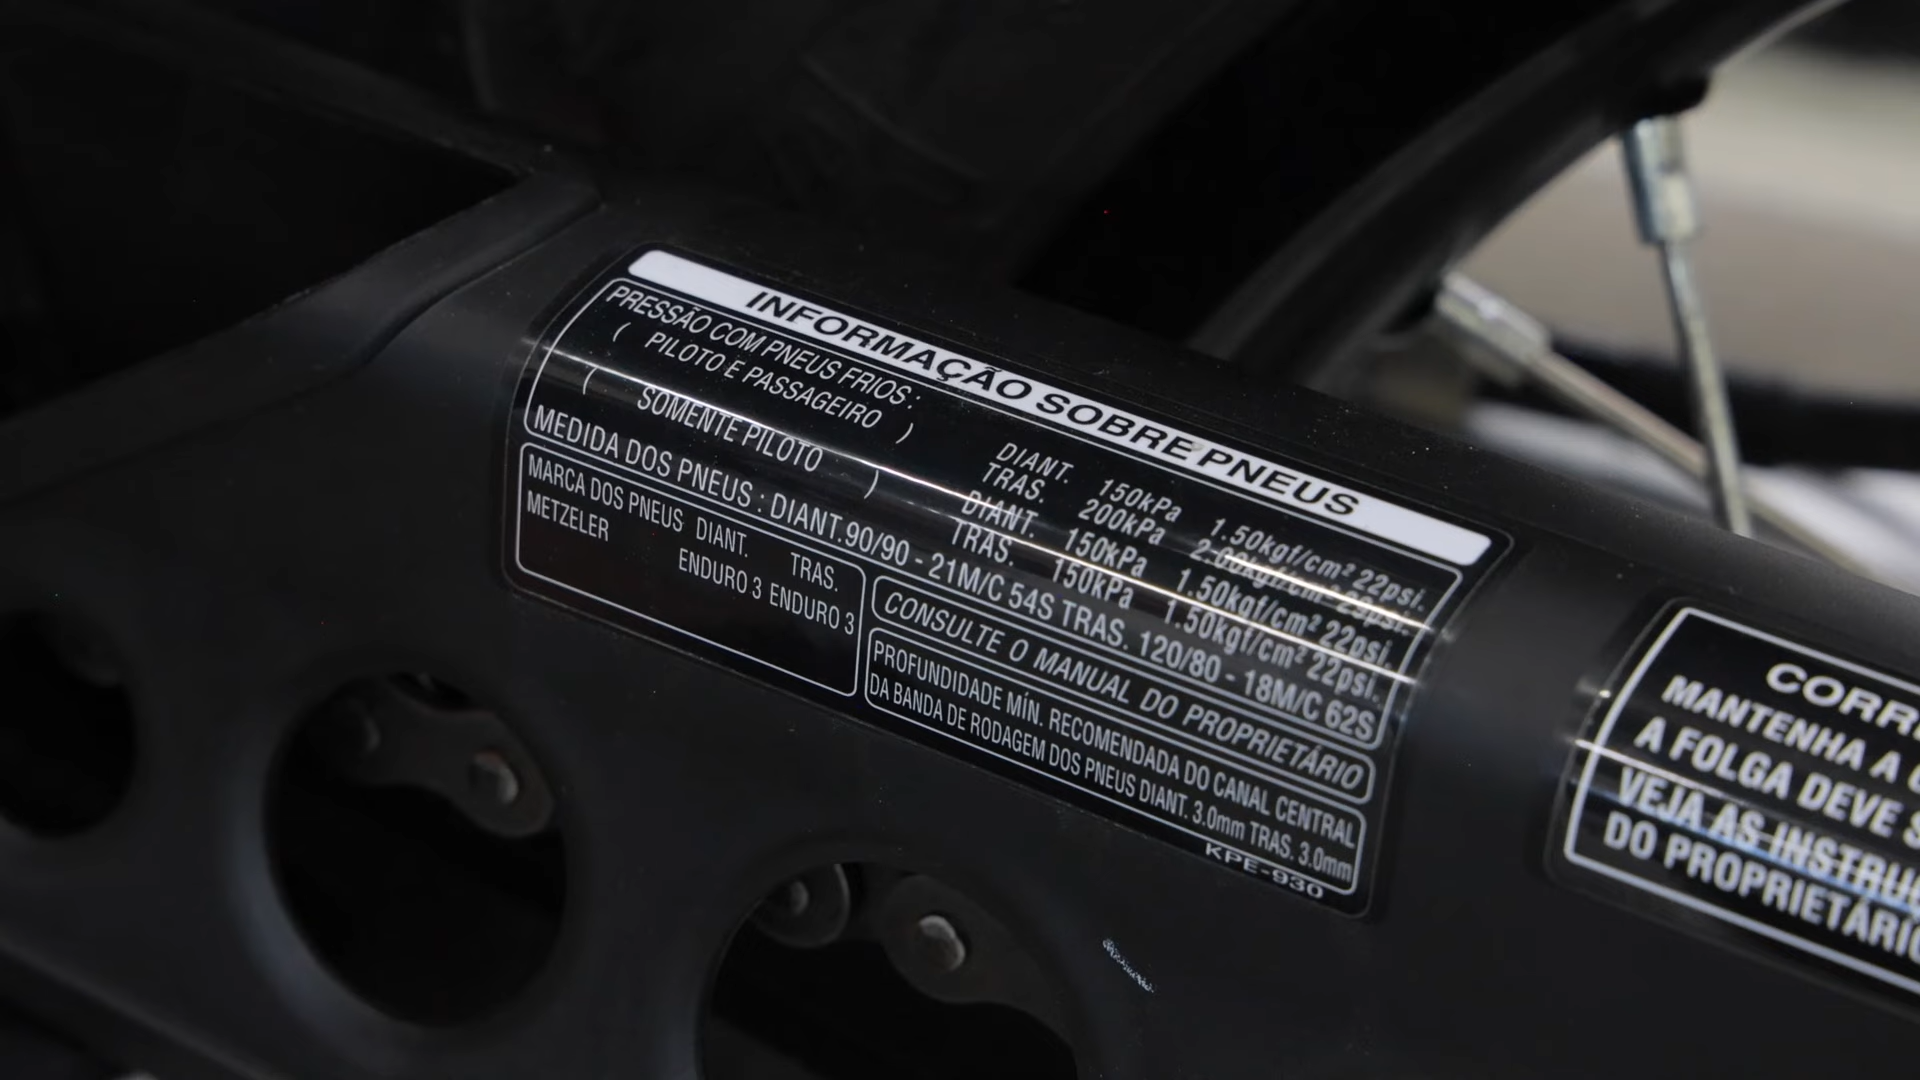 INFORMAÇÃO SOBRE PNEUS
PRESSÃO COM PNEUS FRIOS :
( PILOTO E PASSAGEIRO ) DIANT. 150kPa 1.50kgf/cm² 22psi.
TRAS. 200kPa 2.00kgf/cm² 29psi.
( SOMENTE PILOTO ) DIANT. 150kPa 1.50kgf/cm² 22psi.
TRAS. 150kPa 1.50kgf/cm² 22psi.
MEDIDA DOS PNEUS : DIANT.90/90 - 21M/C 54S TRAS. 120/80 - 18M/C 62S
MARCA DOS PNEUS DIANT. TRAS.
METZELER ENDURO 3 ENDURO 3
CONSULTE O MANUAL DO PROPRIETÁRIO
PROFUNDIDADE MÍN. RECOMENDADA DO CANAL CENTRAL
DA BANDA DE RODAGEM DOS PNEUS DIANT. 3.0mm TRAS. 3.0mm
KPE-930
MANTENHA A
A FOLGA DEVE
VEJA AS
DO PROPRIETÁRIO